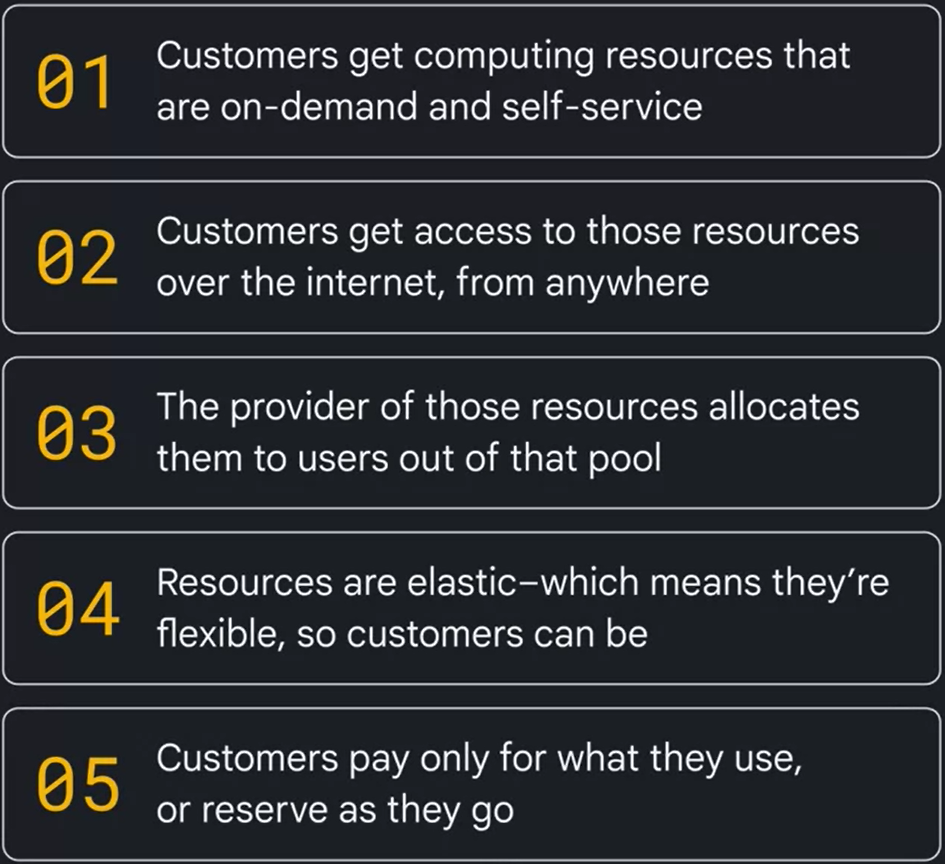 01
Customers get computing resources that
are on-demand and self-service
02
Customers get access to those resources
over the internet, from anywhere
03
The provider of those resources allocates
them to users out of that pool
04
Resources are elastic–which means they’re
flexible, so customers can be
05
Customers pay only for what they use,
or reserve as they go